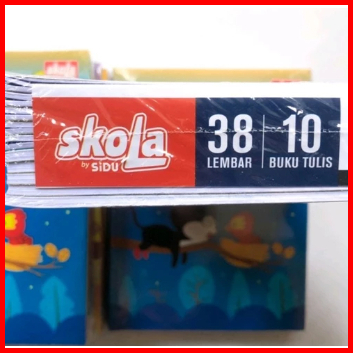 skola
by SiDU
38 LEMBAR
10 BUKU TULIS